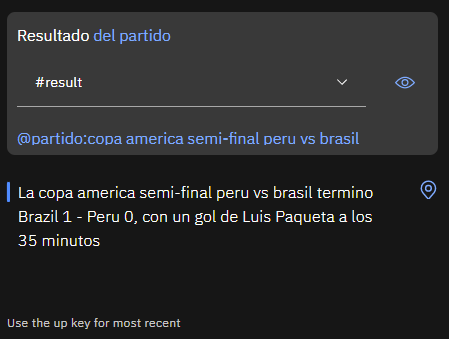 Resultado del partido
#result
@partido:copa america semi-final peru vs brasil
La copa america semi-final peru vs brasil termino
Brazil 1 - Peru 0, con un gol de Luis Paqueta a los
35 minutos
Use the up key for most recent